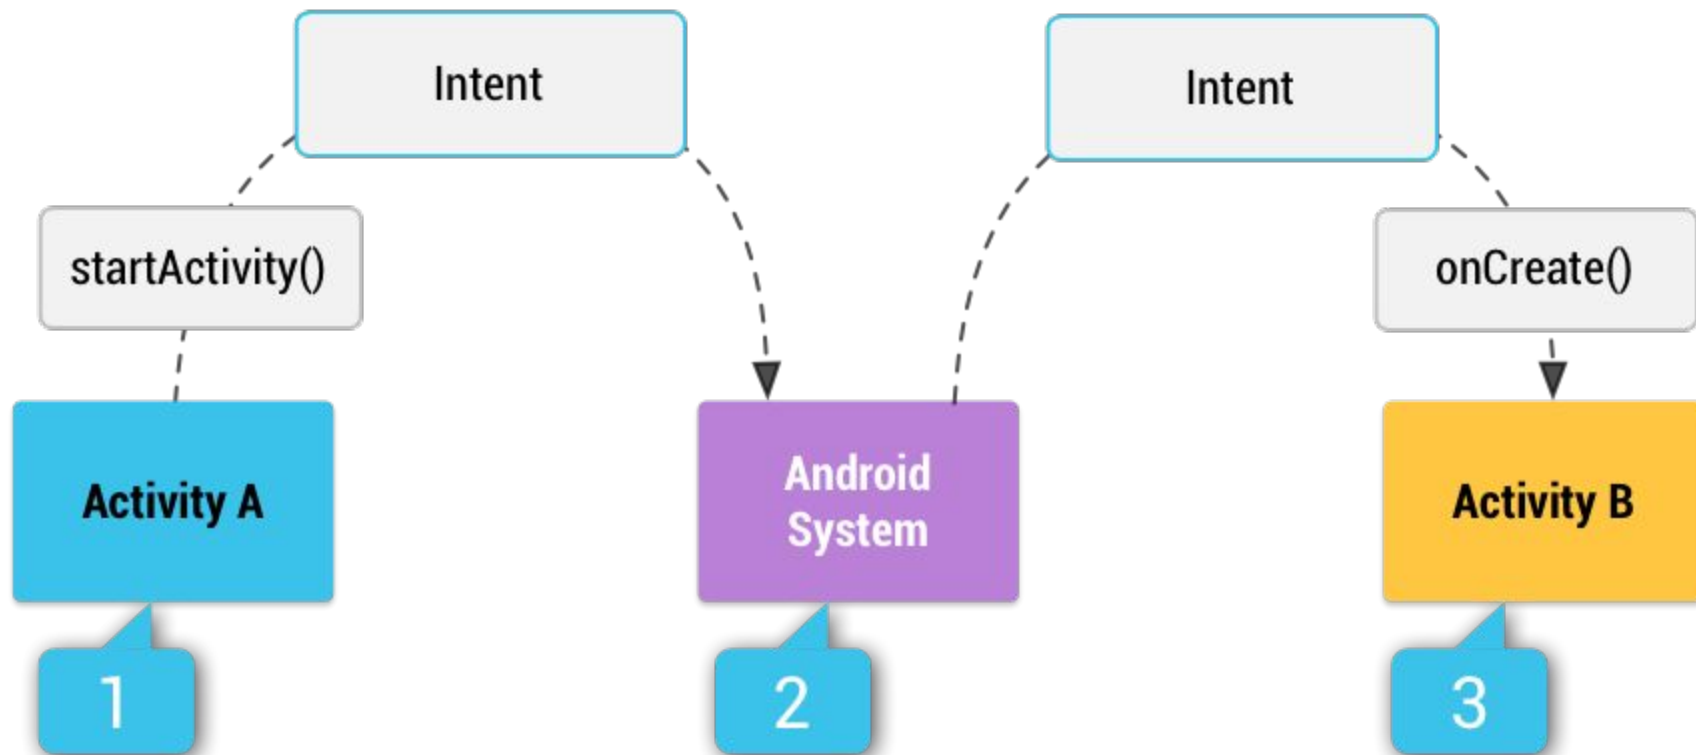 Intent
Intent
startActivity()
onCreate()
Activity A
Android
System
Activity B
1
2
3